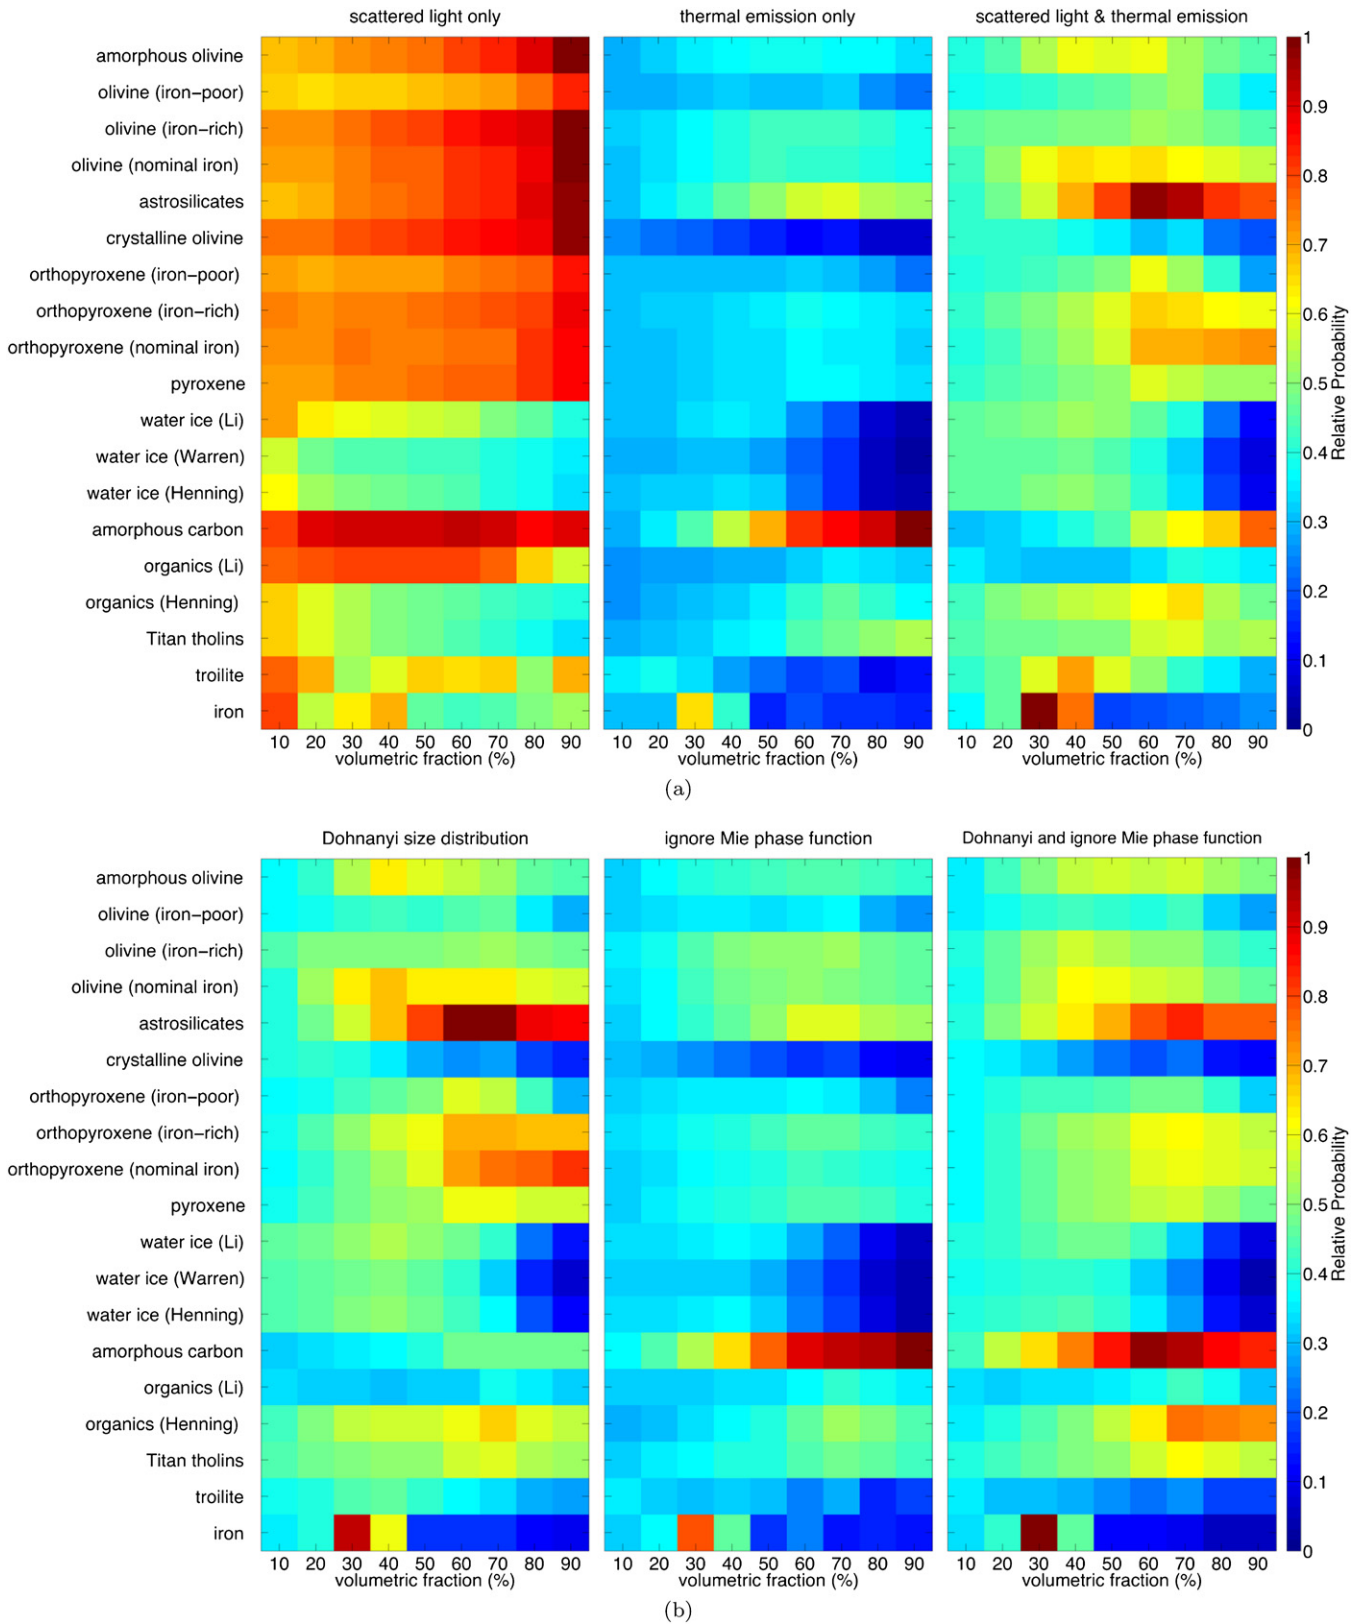 scattered light only thermal emission only scattered light & thermal emission
amorphous olivine
olivine (iron−poor)
olivine (iron−rich)
olivine (nominal iron)
astrosilicates
crystalline olivine
orthopyroxene (iron−poor)
orthopyroxene (iron−rich)
orthopyroxene (nominal iron)
pyroxene
water ice (Li)
water ice (Warren)
water ice (Henning)
amorphous carbon
organics (Li)
organics (Henning)
Titan tholins
troilite
iron
10 20 30 40 50 60 70 80 90 10 20 30 40 50 60 70 80 90 10 20 30 40 50 60 70 80 90
volumetric fraction (%) volumetric fraction (%) volumetric fraction (%)
1
0.9
0.8
0.7
0.6
0.5
0.4
0.3
0.2
0.1
0
Relative Probability
(a)
Dohnanyi size distribution ignore Mie phase function Dohnanyi and ignore Mie phase function
amorphous olivine
olivine (iron−poor)
olivine (iron−rich)
olivine (nominal iron)
astrosilicates
crystalline olivine
orthopyroxene (iron−poor)
orthopyroxene (iron−rich)
orthopyroxene (nominal iron)
pyroxene
water ice (Li)
water ice (Warren)
water ice (Henning)
amorphous carbon
organics (Li)
organics (Henning)
Titan tholins
troilite
iron
10 20 30 40 50 60 70 80 90 10 20 30 40 50 60 70 80 90 10 20 30 40 50 60 70 80 90
volumetric fraction (%) volumetric fraction (%) volumetric fraction (%)
1
0.9
0.8
0.7
0.6
0.5
0.4
0.3
0.2
0.1
0
Relative Probability
(b)